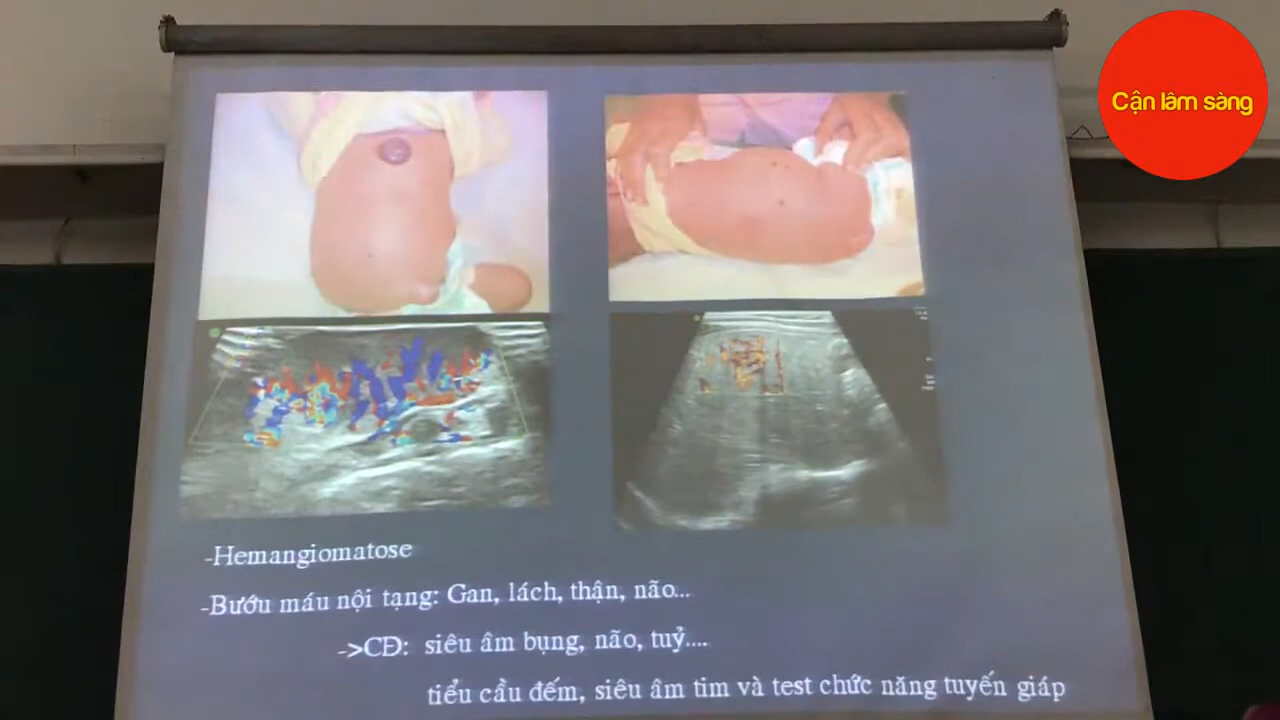 Cận lâm sàng
-Hemangiomatose
-Bướu máu nội tạng: Gan, lách, thận, não...
->CĐ: siêu âm bụng, não, tuỷ....
tiểu cầu đếm, siêu âm tim và test chức năng tuyến giáp